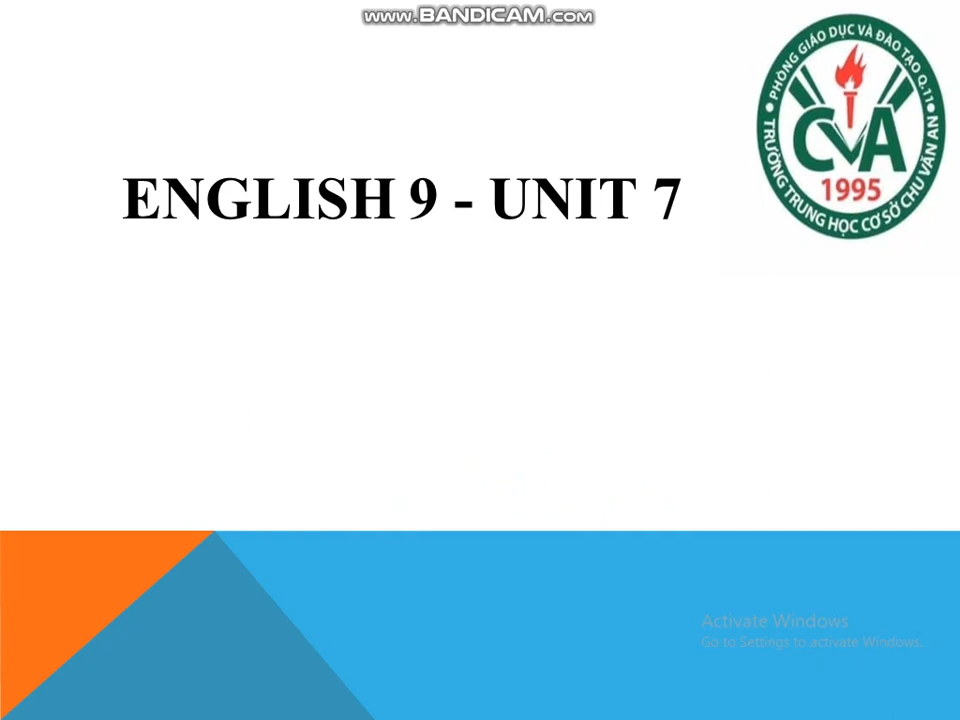 www.BANDICAM.com
PHÒNG GIÁO DỤC VÀ ĐÀO TẠO Q.11
CVA
1995
TRƯỜNG TRUNG HỌC CƠ SỞ CHU VĂN AN
ENGLISH 9 - UNIT 7
Activate Windows
Go to Settings to activate Windows.